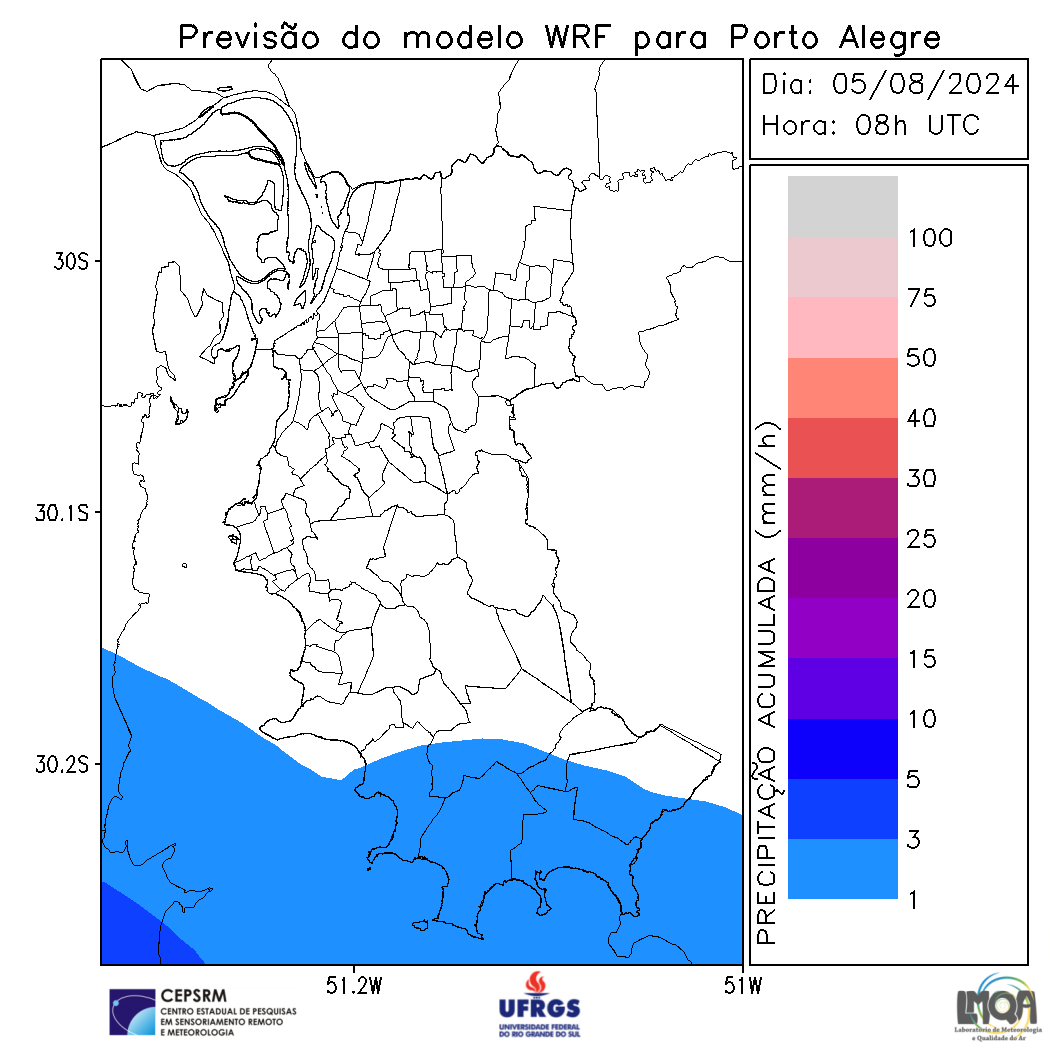 Previsão do modelo WRF para Porto Alegre
Dia: 05/08/2024
Hora: 08h UTC
30S
30.1S
30.2S
51.2W
51W
PRECIPITAÇÃO ACUMULADA (mm/h)
100
75
50
40
30
25
20
15
10
5
3
1
CEPSRM
CENTRO ESTADUAL DE PESQUISAS
EM SENSORIAMENTO REMOTO
E METEOROLOGIA
UFRGS
UNIVERSIDADE FEDERAL
DO RIO GRANDE DO SUL
LMQA
Laboratório de Meteorologia
e Qualidade do Ar